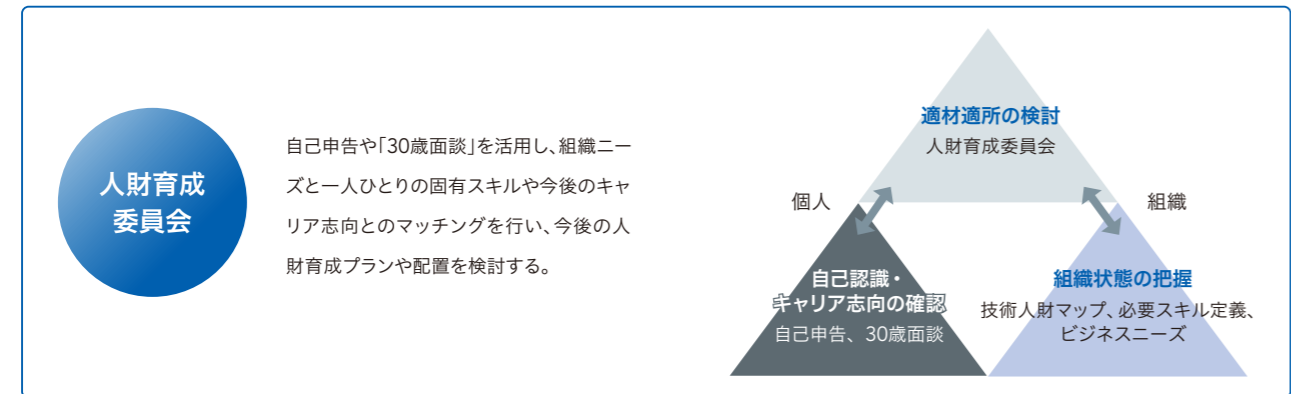 人財育成
委員会
自己申告や「30歳面談」を活用し、組織ニー
ズと一人ひとりの固有スキルや今後のキャ
リア志向とのマッチングを行い、今後の人
財育成プランや配置を検討する。
適材適所の検討
人財育成委員会
個人
組織
自己認識・
キャリア志向の確認
自己申告、30歳面談
組織状態の把握
技術人財マップ、必要スキル定義、
ビジネスニーズ